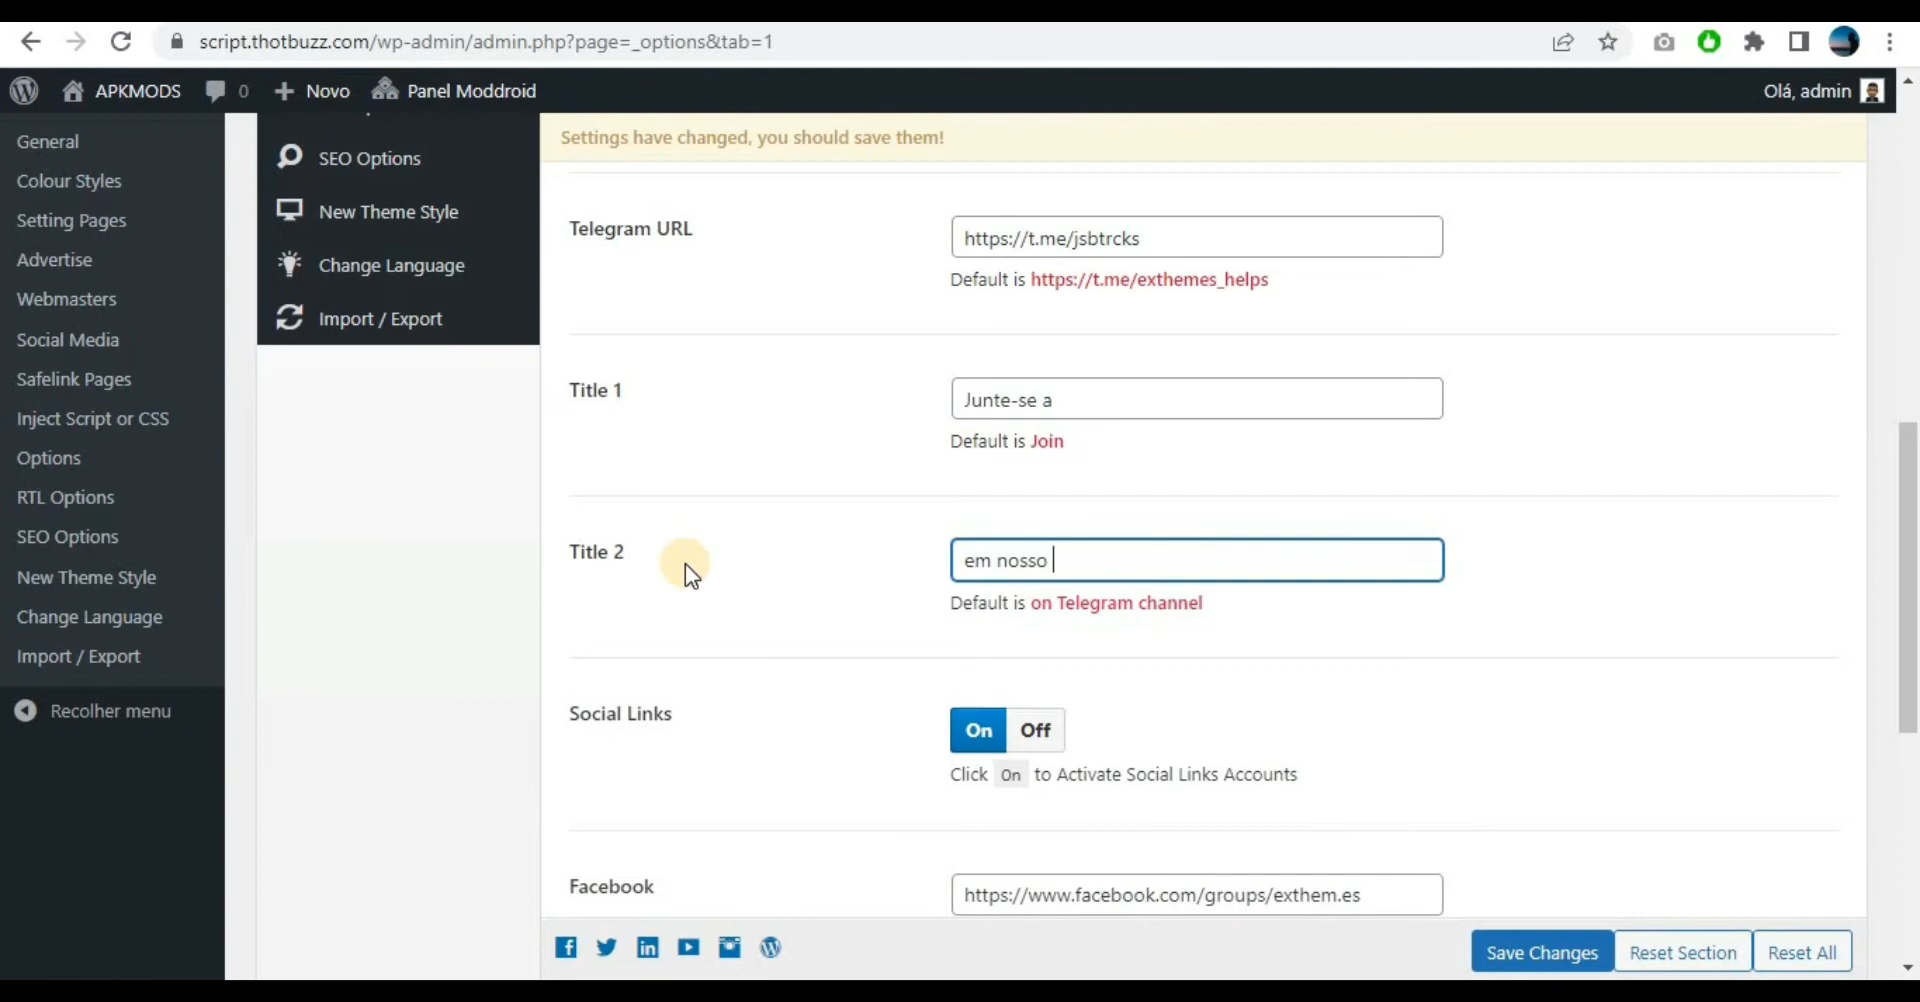 script.thotbuzz.com/wp-admin/admin.php?page=_options&tab=1
APKMODS
0
Novo
Panel Moddroid
Olá, admin
General
Colour Styles
Setting Pages
Advertise
Webmasters
Social Media
Safelink Pages
Inject Script or CSS
Options
RTL Options
SEO Options
New Theme Style
Change Language
Import / Export
Recolher menu
SEO Options
New Theme Style
Change Language
Import / Export
Settings have changed, you should save them!
Telegram URL
https://t.me/jsbtrcks
Default is https://t.me/exthemes_helps
Title 1
Junte-se a
Default is Join
Title 2
em nosso
Default is on Telegram channel
Social Links
On Off
Click On to Activate Social Links Accounts
Facebook
https://www.facebook.com/groups/exthem.es
Save Changes
Reset Section
Reset All